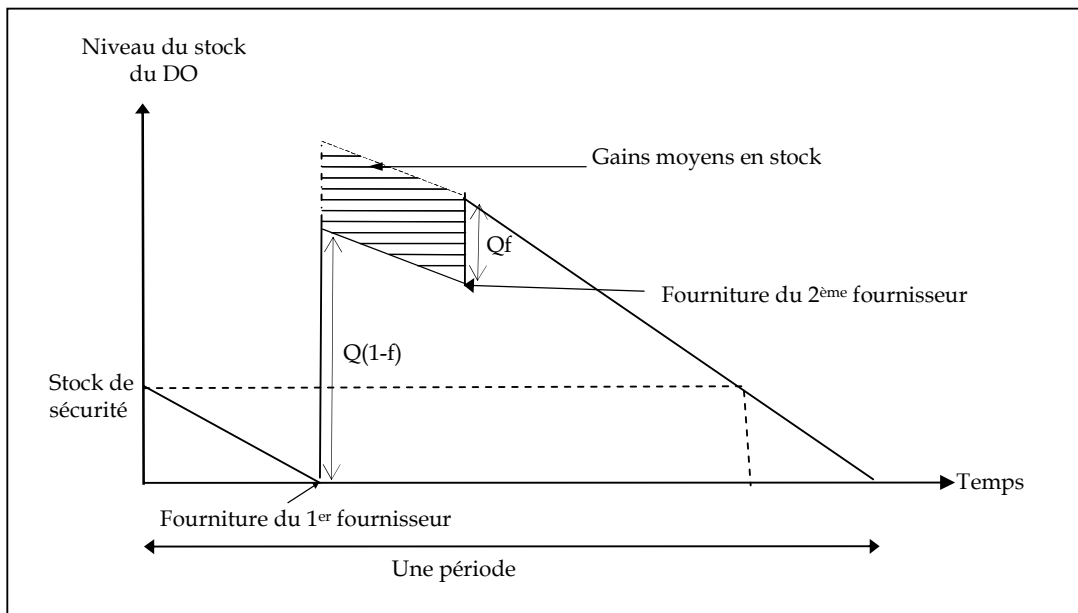 Niveau du stock
du DO
Gains moyens en stock
Qf
Fourniture du 2ème fournisseur
Q(1-f)
Stock de
sécurité
Temps
Fourniture du 1er fournisseur
Une période